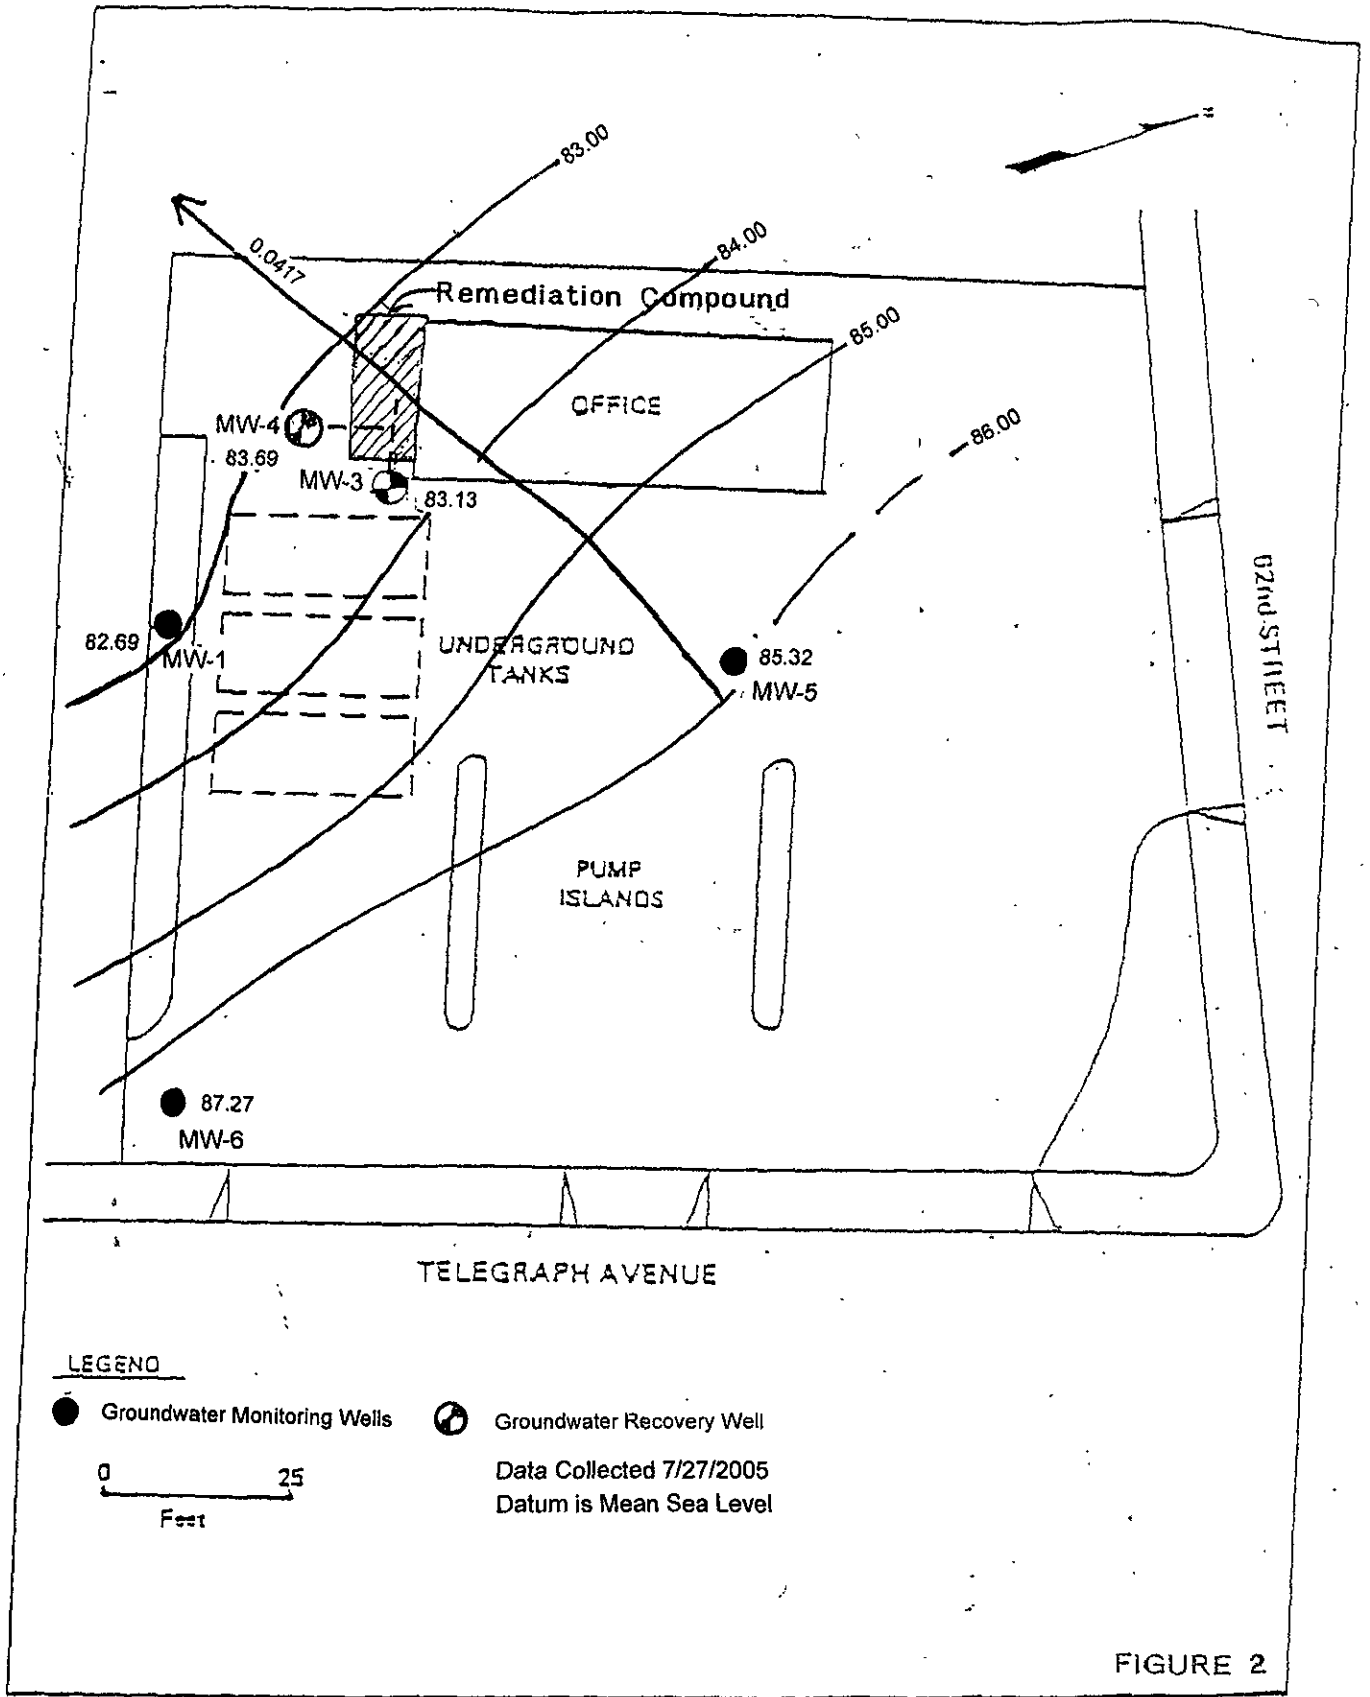 83.00
84.00
0.0417
Remediation Compound
85.00
OFFICE
86.00
MW-4
83.69
MW-3
83.13
62nd STREET
82.69
MW-1
UNDERGROUND
TANKS
85.32
MW-5
PUMP
ISLANDS
87.27
MW-6
TELEGRAPH AVENUE
LEGEND
Groundwater Monitoring Wells
Groundwater Recovery Well
0 25
Feet
Data Collected 7/27/2005
Datum is Mean Sea Level
FIGURE 2